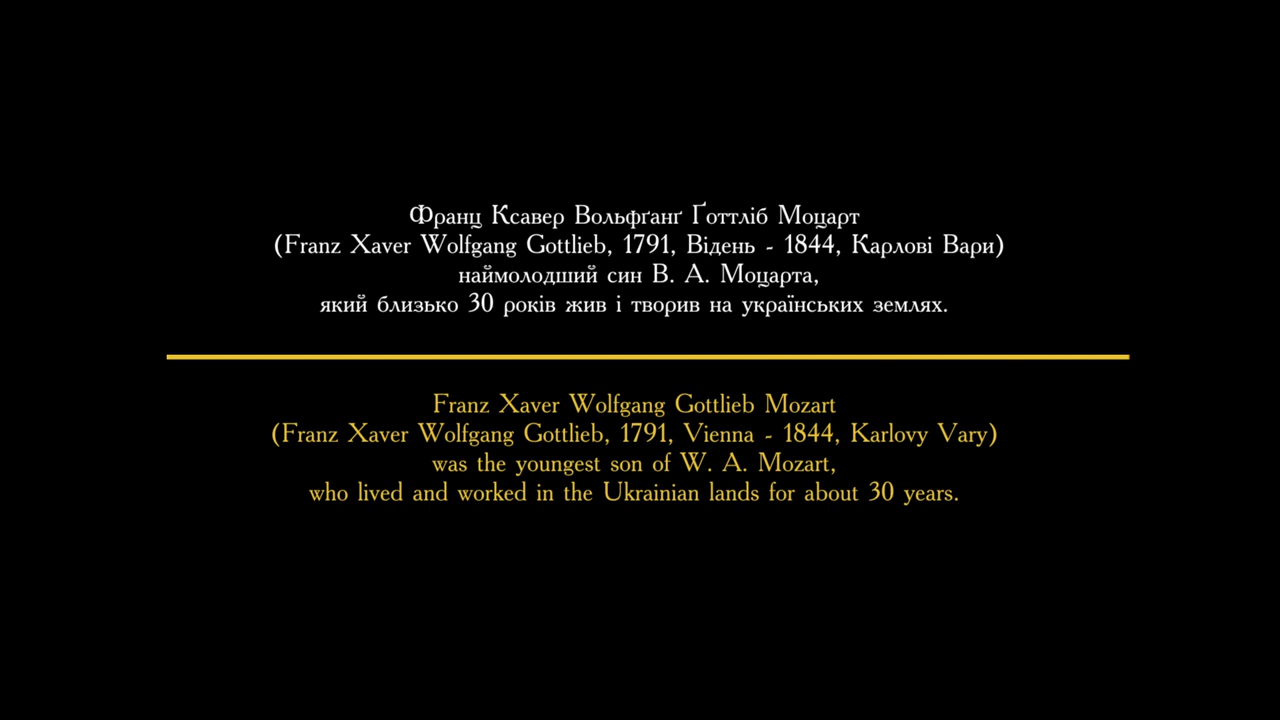 Франц Ксавер Вольфґанґ Ґоттліб Моцарт
(Franz Xaver Wolfgang Gottlieb, 1791, Відень - 1844, Карлові Вари)
наймолодший син В. А. Моцарта,
який близько 30 років жив і творив на українських землях.
Franz Xaver Wolfgang Gottlieb Mozart
(Franz Xaver Wolfgang Gottlieb, 1791, Vienna - 1844, Karlovy Vary)
was the youngest son of W. A. Mozart,
who lived and worked in the Ukrainian lands for about 30 years.